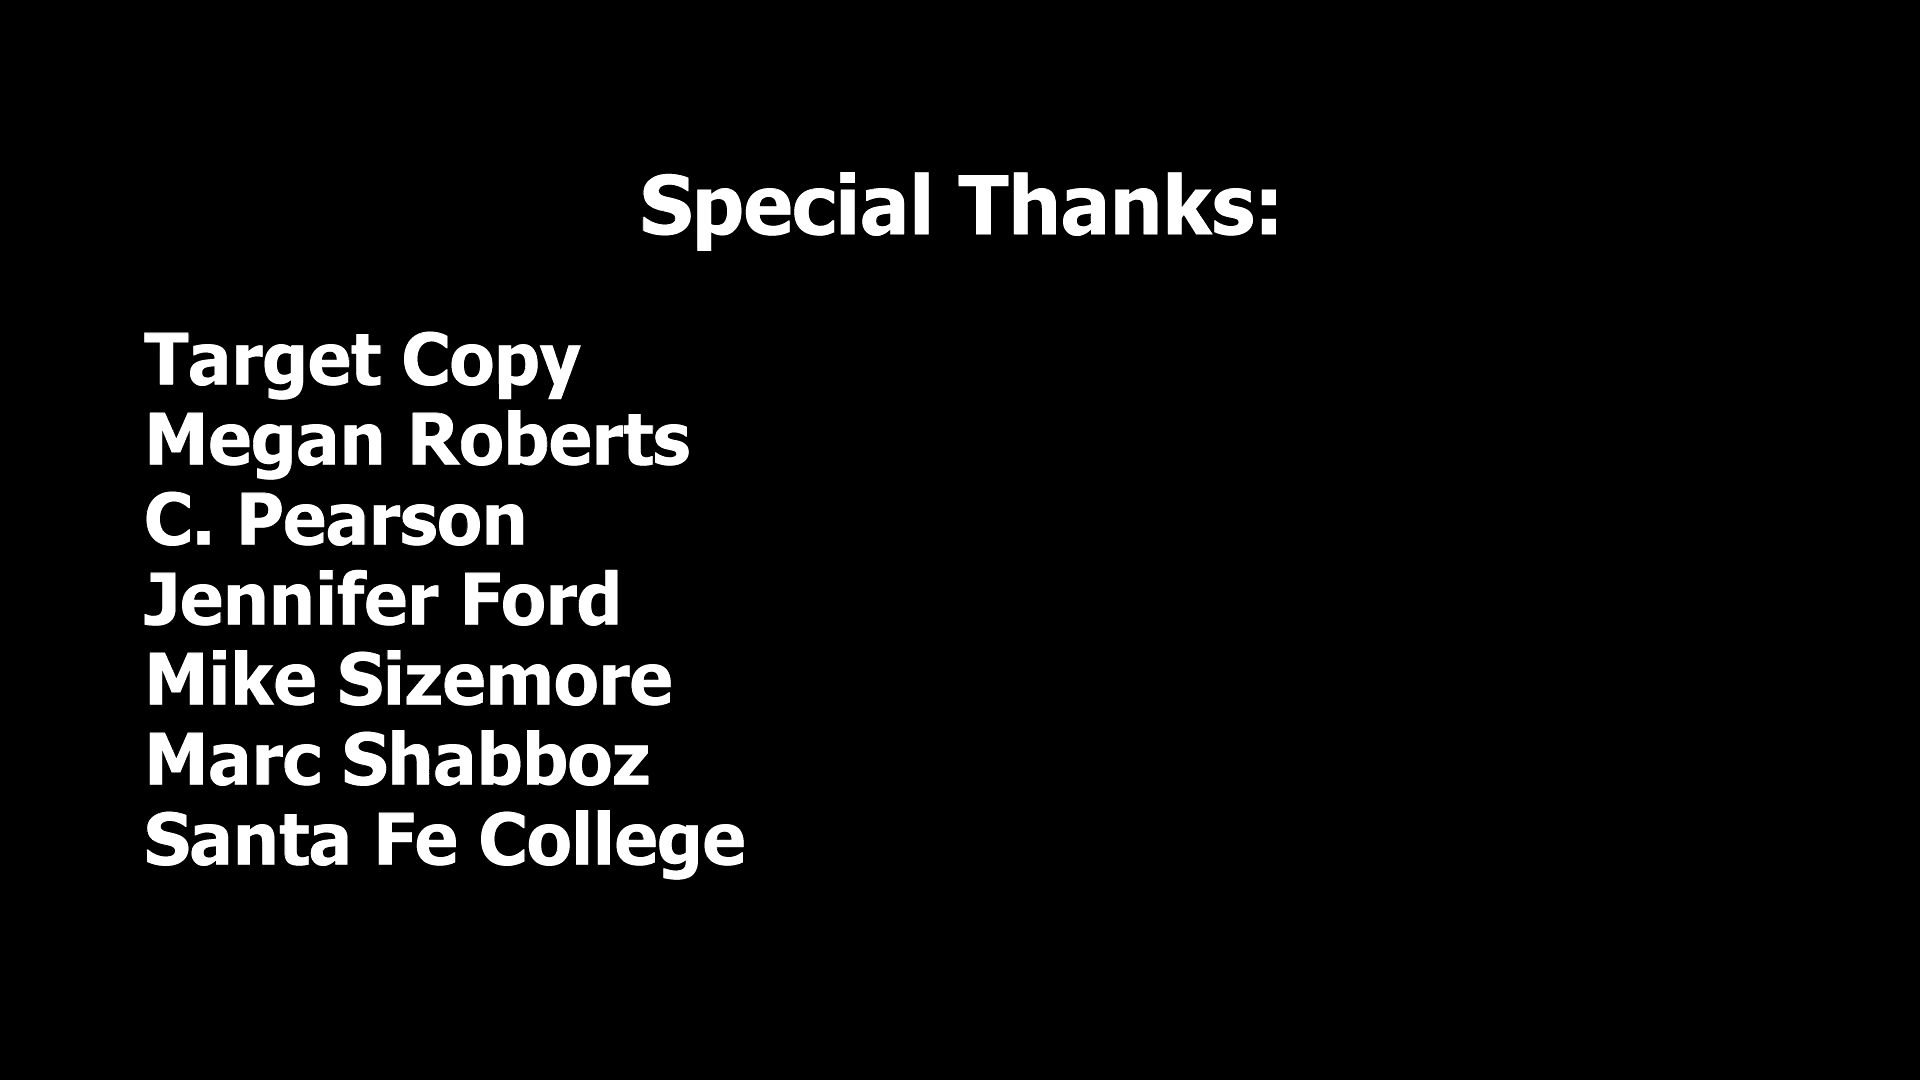 Special Thanks:
Target Copy
Megan Roberts
C. Pearson
Jennifer Ford
Mike Sizemore
Marc Shabboz
Santa Fe College